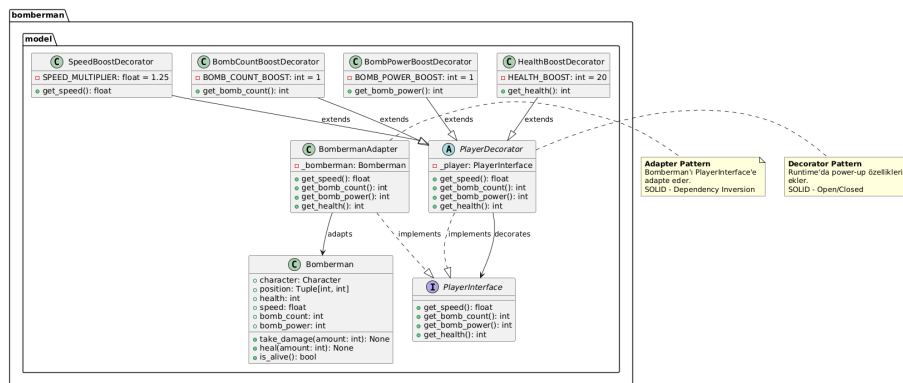 bomberman
model
SpeedBoostDecorator
SPEED_MULTIPLIER: float = 1.25
get_speed(): float
BombCountBoostDecorator
BOMB_COUNT_BOOST: int = 1
get_bomb_count(): int
BombPowerBoostDecorator
BOMB_POWER_BOOST: int = 1
get_bomb_power(): int
HealthBoostDecorator
HEALTH_BOOST: int = 20
get_health(): int
extends
extends
extends
extends
BombermanAdapter
_bomberman: Bomberman
get_speed(): float
get_bomb_count(): int
get_bomb_power(): int
get_health(): int
PlayerDecorator
_player: PlayerInterface
get_speed(): float
get_bomb_count(): int
get_bomb_power(): int
get_health(): int
Adapter Pattern
Bomberman'ı PlayerInterface'e
adapte eder.
SOLID - Dependency Inversion
Decorator Pattern
Runtime'da power-up özellikleri
ekler.
SOLID - Open/Closed
adapts
implements
implements
decorates
Bomberman
character: Character
position: Tuple[int, int]
health: int
speed: float
bomb_count: int
bomb_power: int
take_damage(amount: int): None
heal(amount: int): None
is_alive(): bool
PlayerInterface
get_speed(): float
get_bomb_count(): int
get_bomb_power(): int
get_health(): int